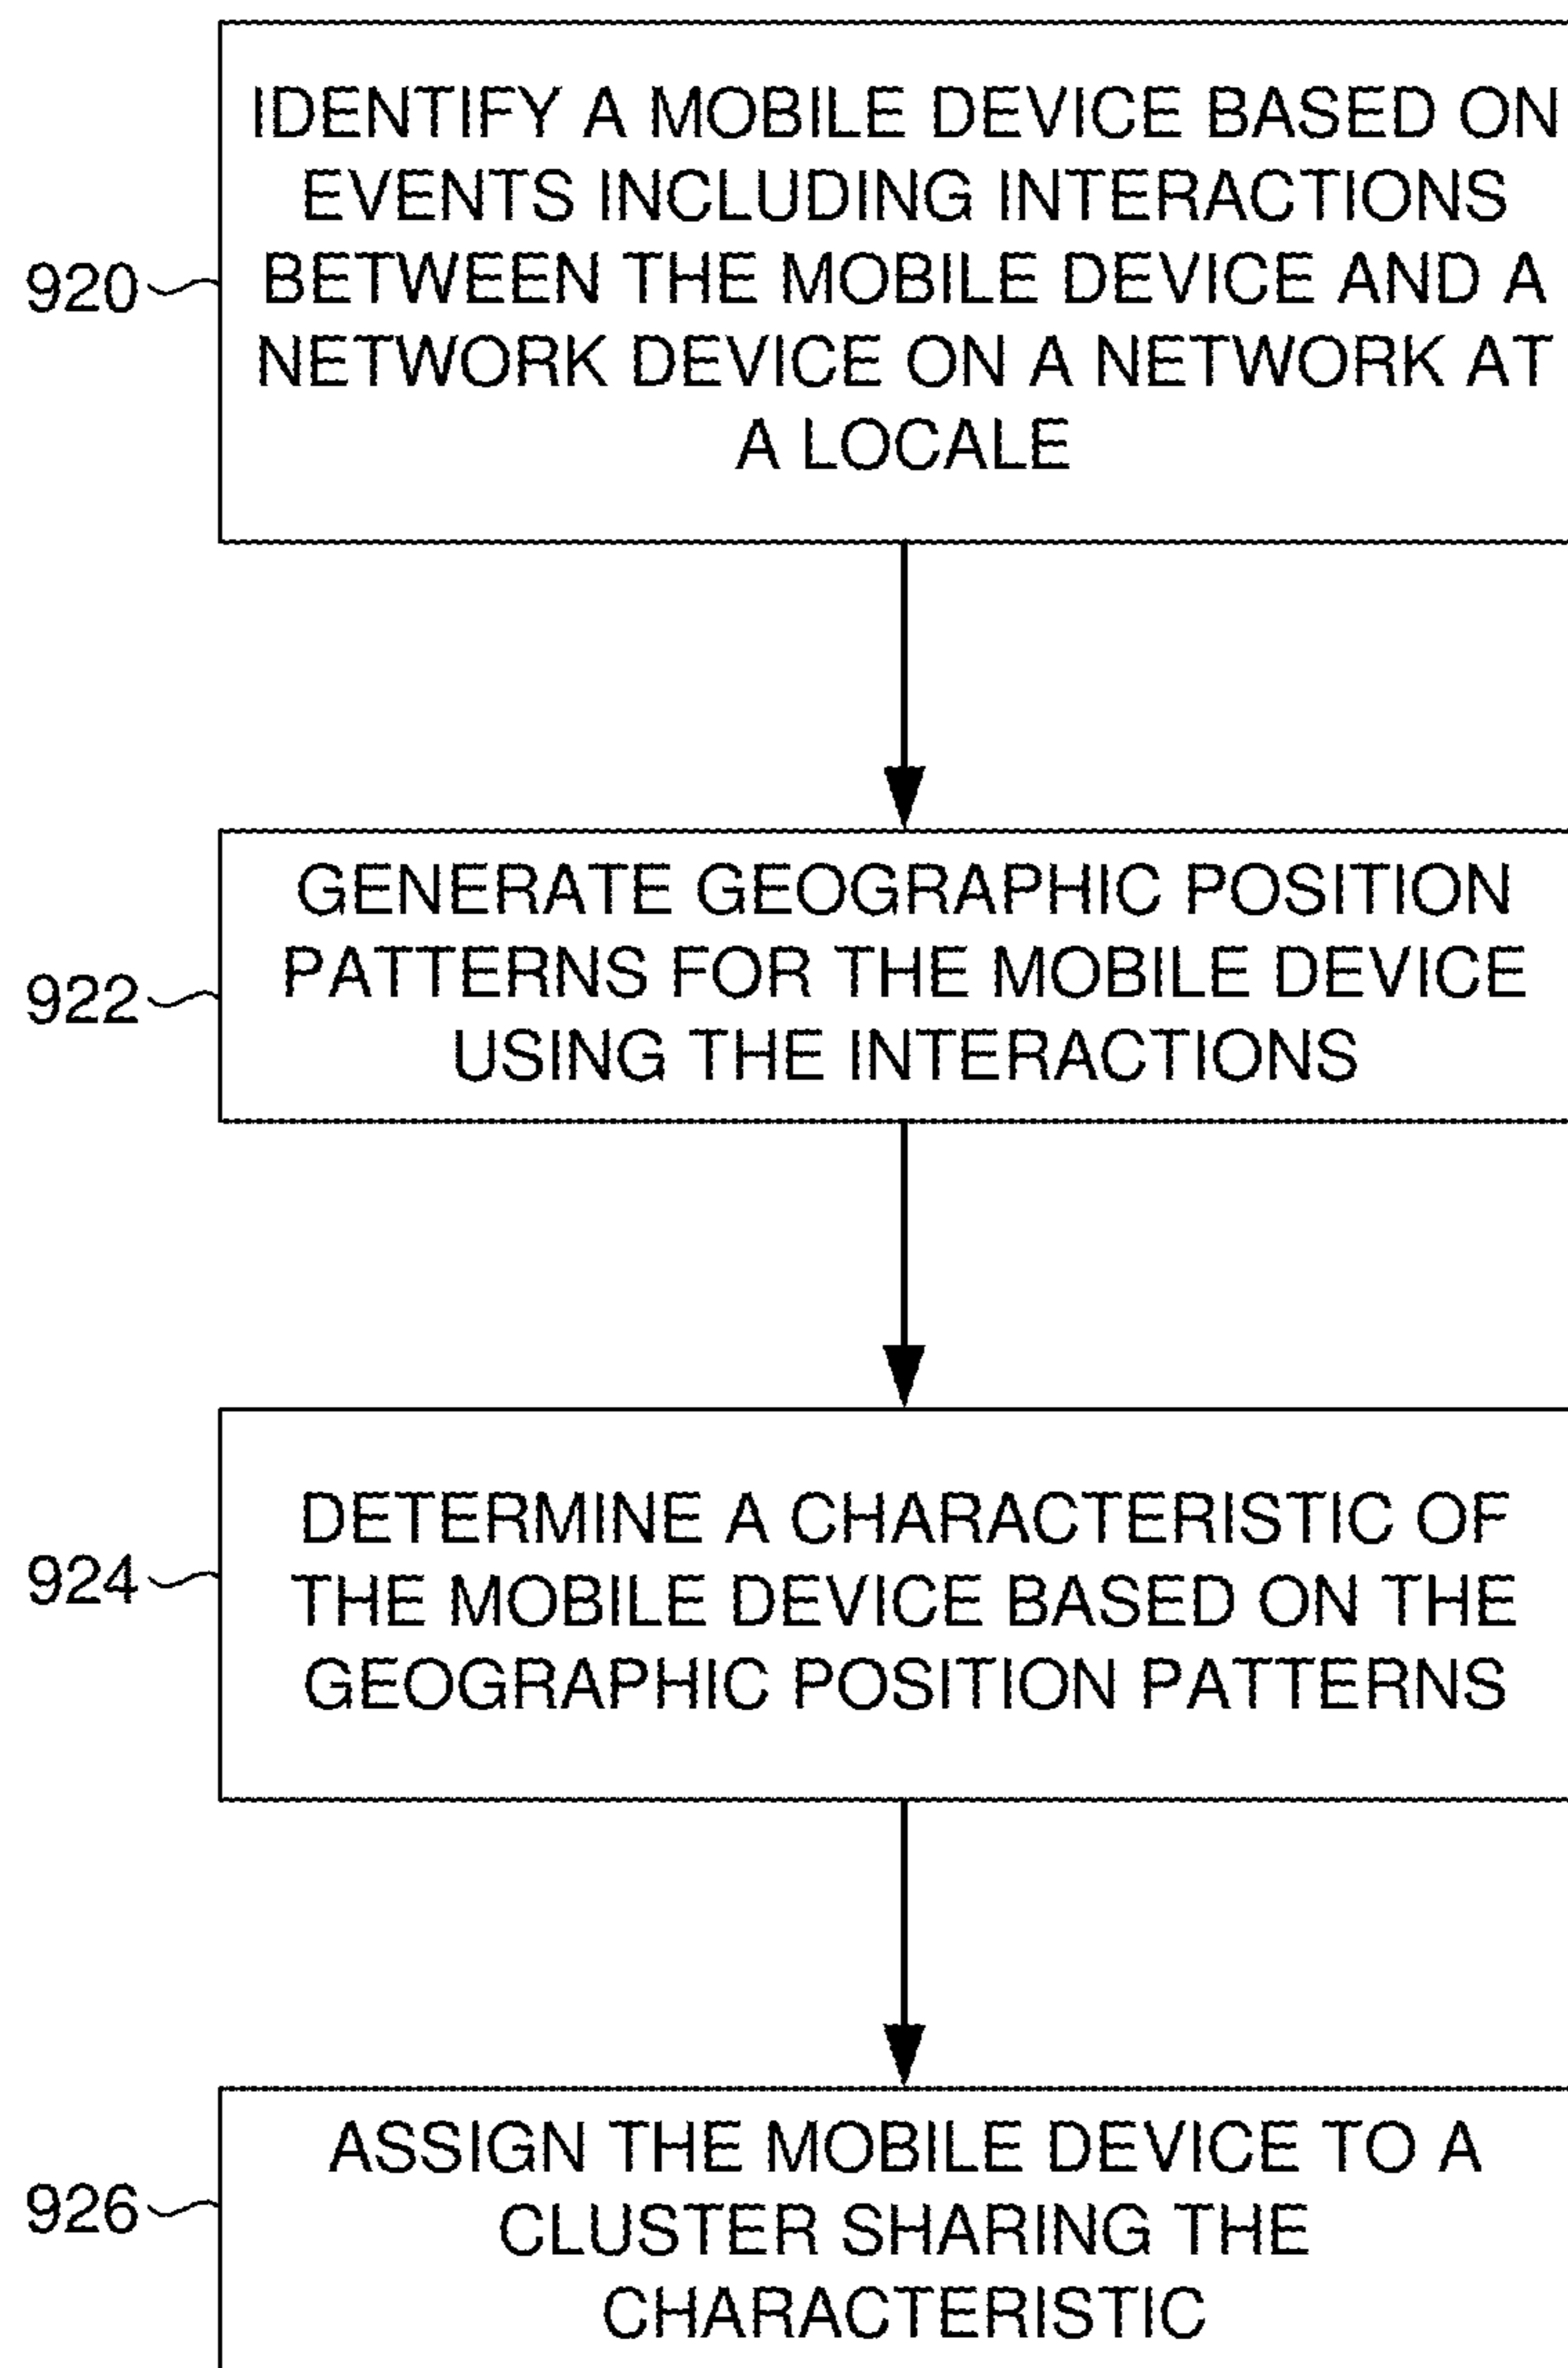 IDENTIFY A MOBILE DEVICE BASED ON
EVENTS INCLUDING INTERACTIONS
920
BETWEEN THE MOBILE DEVICE AND A
NETWORK DEVICE ON A NETWORK AT
A LOCALE
GENERATE GEOGRAPHIC POSITION
PATTERNS FOR THE MOBILE DEVICE
922
USING THE INTERACTIONS
DETERMINE A CHARACTERISTIC OF
924
THE MOBILE DEVICE BASED ON THE
GEOGRAPHIC POSITION PATTERNS
ASSIGN THE MOBILE DEVICE TO A
926
CLUSTER SHARING THE
CHARACTERISTIC